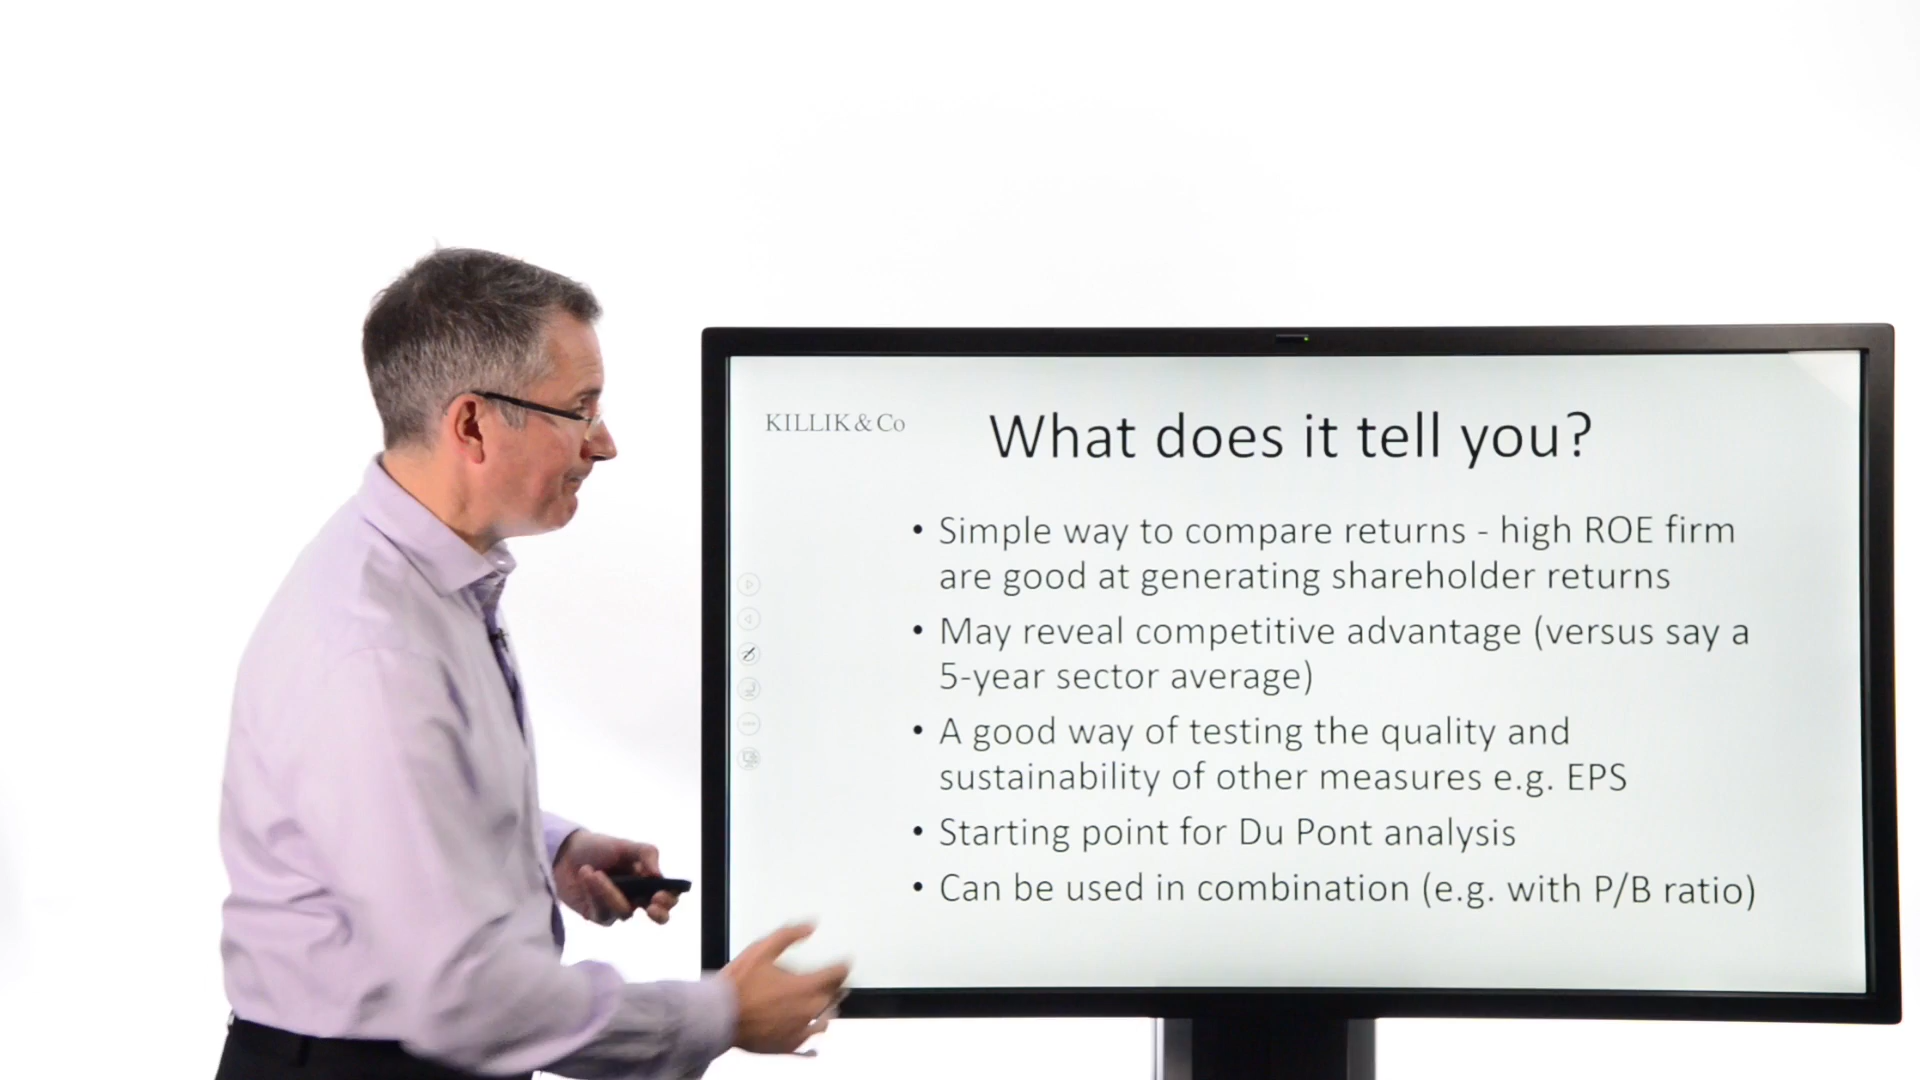 KILLIK & Co
What does it tell you?
• Simple way to compare returns - high ROE firm
are good at generating shareholder returns
• May reveal competitive advantage (versus say a
5-year sector average)
• A good way of testing the quality and
sustainability of other measures e.g. EPS
• Starting point for Du Pont analysis
• Can be used in combination (e.g. with P/B ratio)